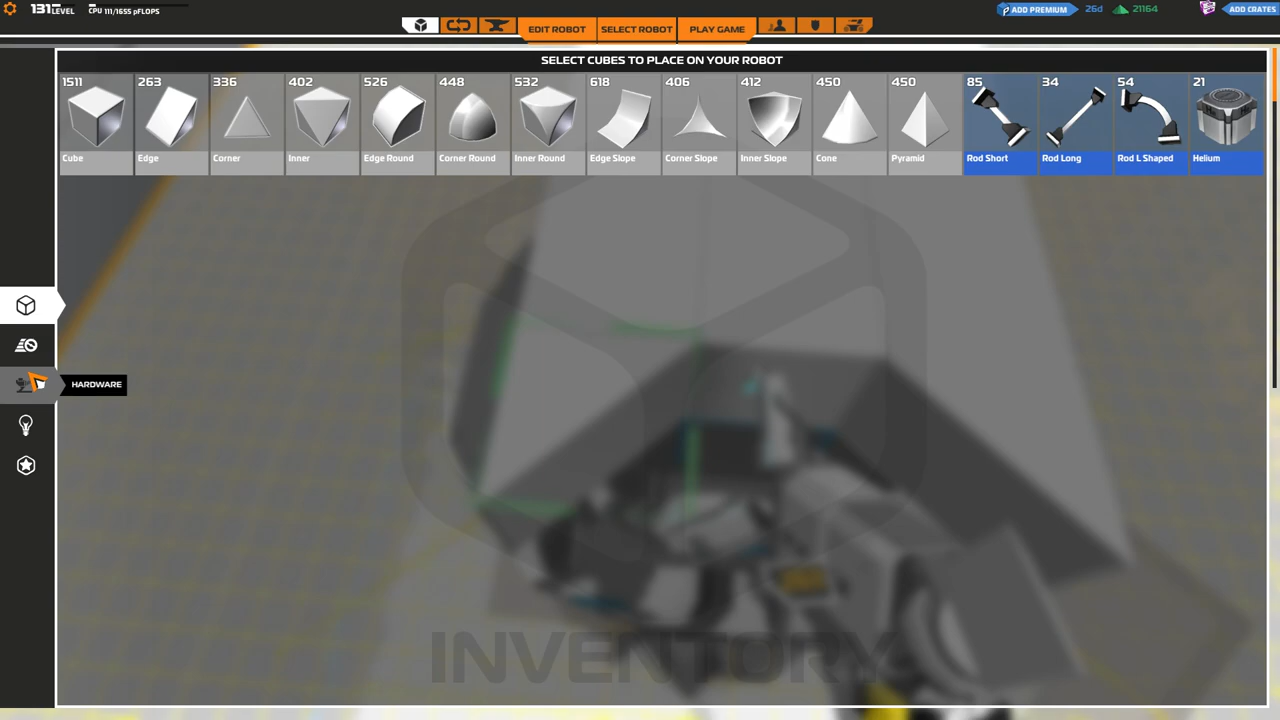 131 LEVEL
CPU 111/1655 pFLOPS
ADD PREMIUM
26d
21164
ADD CRATES
EDIT ROBOT
SELECT ROBOT
PLAY GAME
SELECT CUBES TO PLACE ON YOUR ROBOT
1511 263 336 402 526 448 532 618 406 412 450 450 85 34 54 21
Cube Edge Corner Inner Edge Round Corner Round Inner Round Edge Slope Corner Slope Inner Slope Cone Pyramid Rod Short Rod Long Rod L Shaped Helium
HARDWARE
INVENTORY